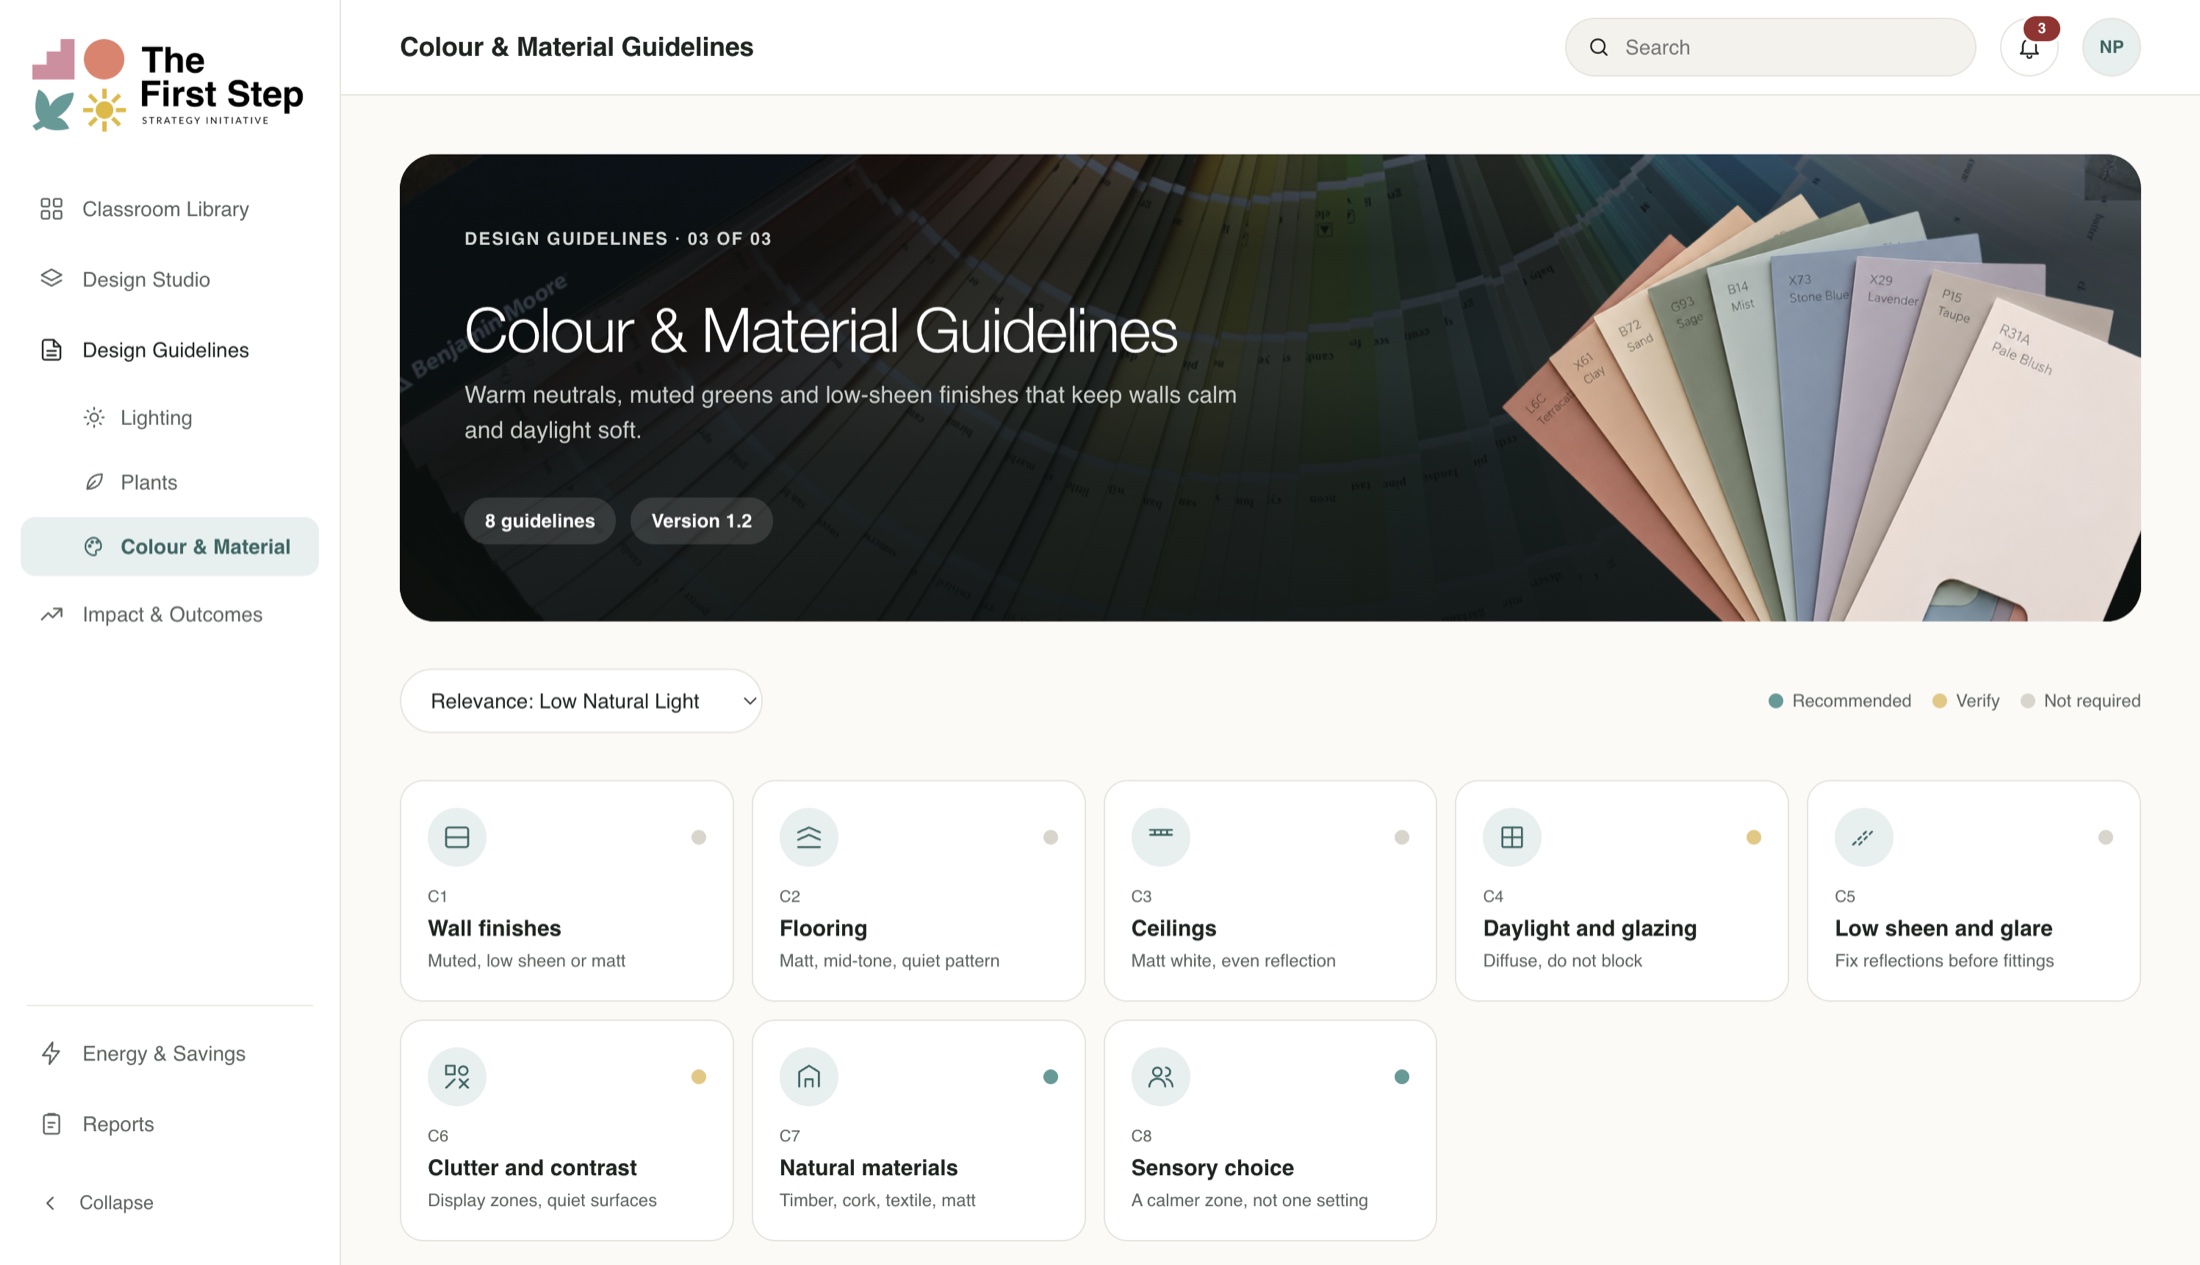 The
First Step
STRATEGY INITIATIVE
Classroom Library
Design Studio
Design Guidelines
Lighting
Plants
Colour & Material
Impact & Outcomes
Energy & Savings
Reports
Collapse
Colour & Material Guidelines
Search
3
NP
DESIGN GUIDELINES · 03 OF 03
Benjamin Moore
Colour & Material Guidelines
Warm neutrals, muted greens and low-sheen finishes that keep walls calm
and daylight soft.
8 guidelines
Version 1.2
L6C
X61
Clay
B72
Sand
G93
Sage
B14
Mist
X73
Stone Blue
X29
Lavender
P15
Taupe
R31A
Pale Blush
Relevance: Low Natural Light
Recommended
Verify
Not required
C1
Wall finishes
Muted, low sheen or matt
C2
Flooring
Matt, mid-tone, quiet pattern
C3
Ceilings
Matt white, even reflection
C4
Daylight and glazing
Diffuse, do not block
C5
Low sheen and glare
Fix reflections before fittings
C6
Clutter and contrast
Display zones, quiet surfaces
C7
Natural materials
Timber, cork, textile, matt
C8
Sensory choice
A calmer zone, not one setting